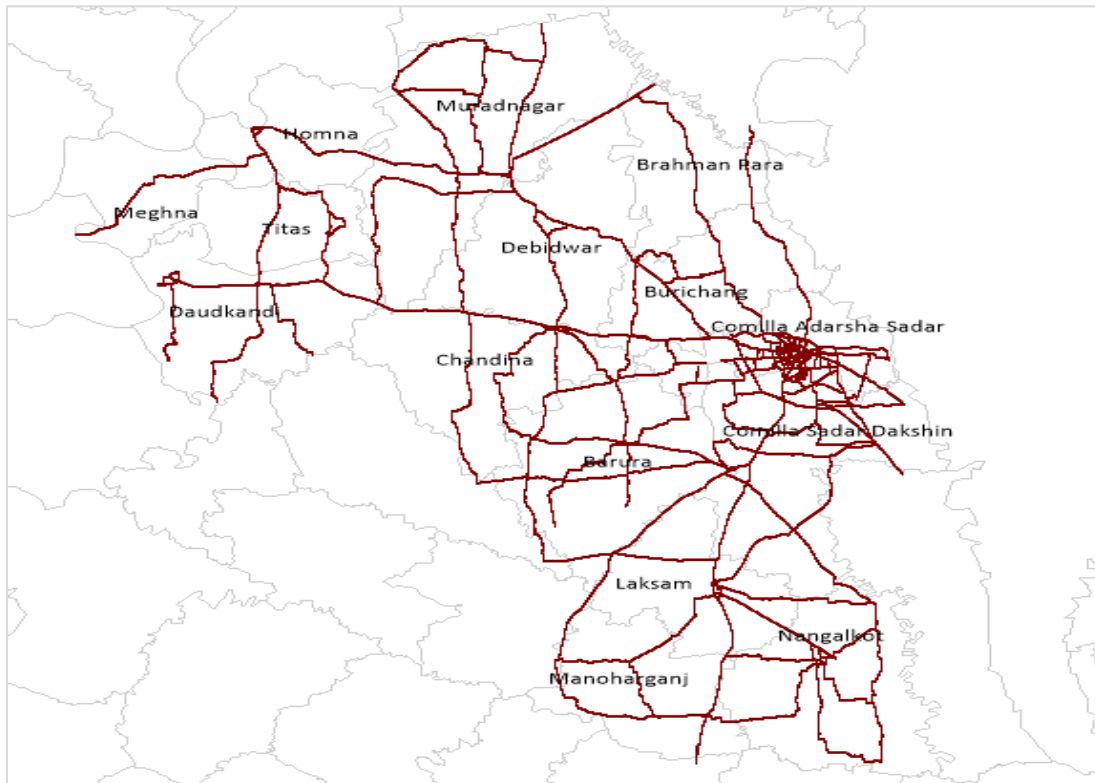 Muradnagar
Homna
Brahman Para
Meghna
Titas
Debidwar
Burichang
Daudkandi
Comilla Adarsha Sadar
Chandina
Comilla Sadar Dakshin
Barura
Laksam
Nangalkot
Manoharganj